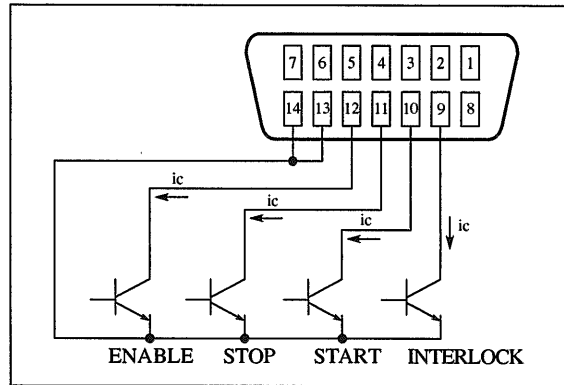 7 6 5 4 3 2 1
14 13 12 11 10 9 8
ic
ic
ic
ic
ENABLE STOP START INTERLOCK